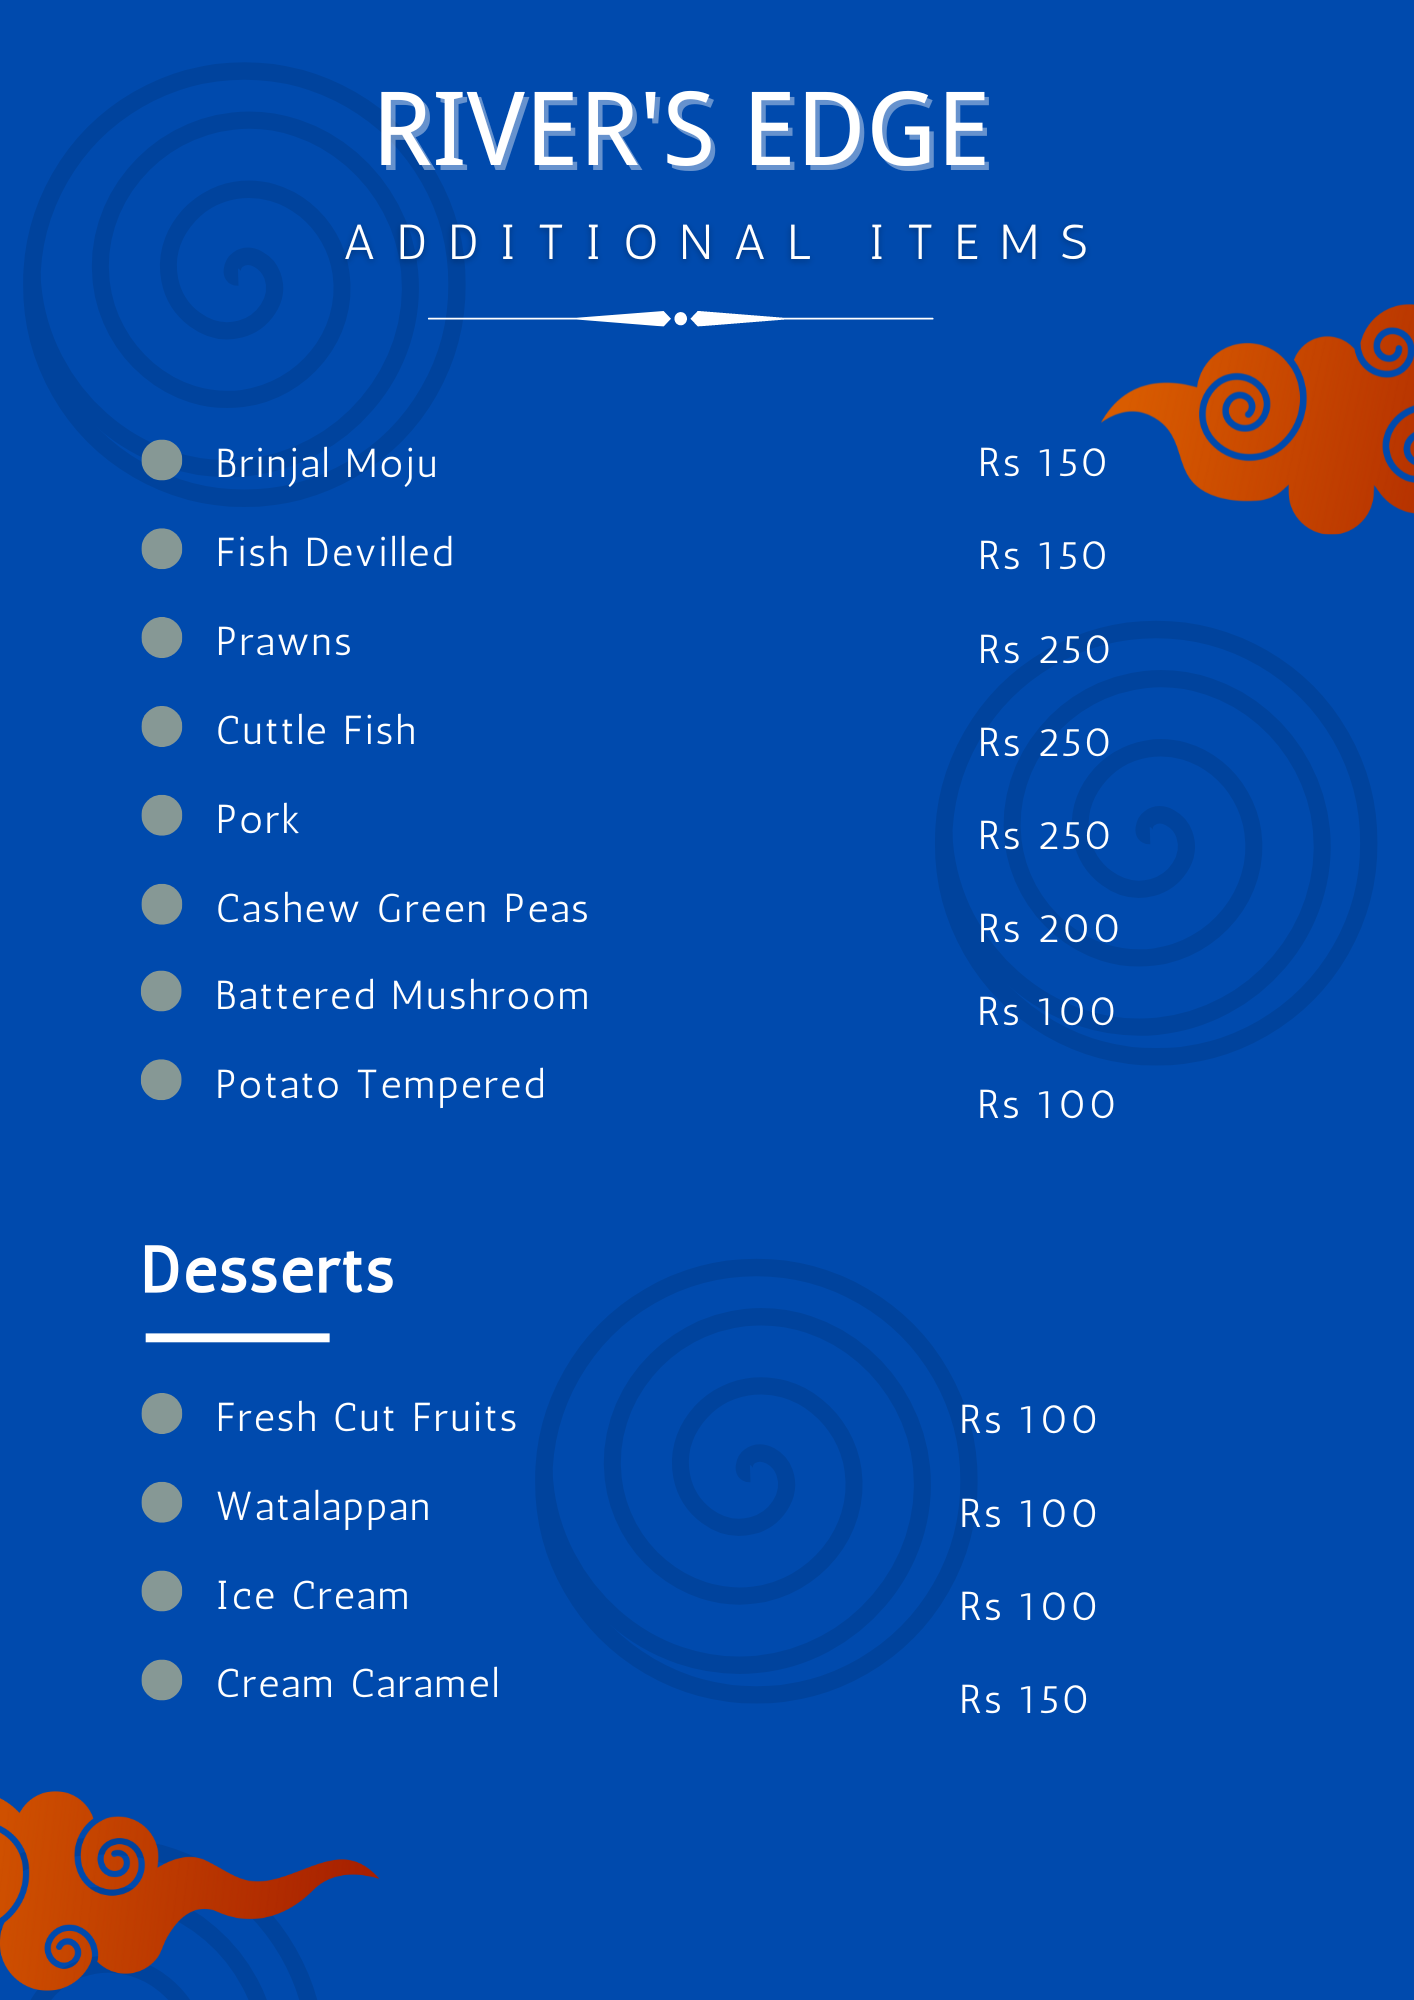 RIVER'S EDGE
ADDITIONAL ITEMS
Brinjal Moju Rs 150
Fish Devilled Rs 150
Prawns Rs 250
Cuttle Fish Rs 250
Pork Rs 250
Cashew Green Peas Rs 200
Battered Mushroom Rs 100
Potato Tempered Rs 100
Desserts
Fresh Cut Fruits Rs 100
Watalappan Rs 100
Ice Cream Rs 100
Cream Caramel Rs 150